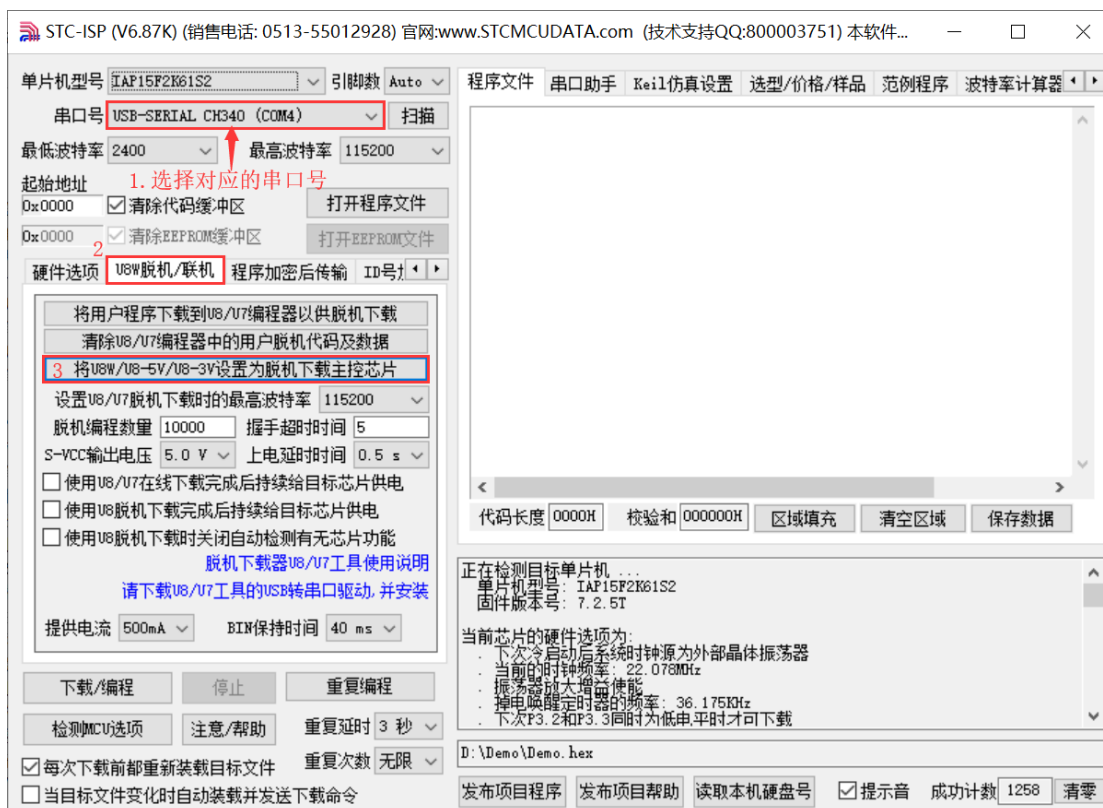 STC-ISP (V6.87K) (销售电话: 0513-55012928) 官网:www.STCMCUDATA.com (技术支持QQ:800003751) 本软件...
单片机型号 IAP15F2K61S2 引脚数 Auto
串口号 USB-SERIAL CH340 (COM4) 扫描
最低波特率 2400 最高波特率 115200
1.选择对应的串口号
起始地址
0x0000 清除代码缓冲区 打开程序文件
0x0000 清除EEPROM缓冲区 打开EEPROM文件
2
硬件选项 U8W脱机/联机 程序加密后传输 ID号
将用户程序下载到U8/U7编程器以供脱机下载
清除U8/U7编程器中的用户脱机代码及数据
3 将U8W/U8-5V/U8-3V设置为脱机下载主控芯片
设置U8/U7脱机下载时的最高波特率 115200
脱机编程数量 10000 握手超时时间 5
S-VCC输出电压 5.0 V 上电延时时间 0.5 s
使用U8/U7在线下载完成后持续给目标芯片供电
使用U8脱机下载完成后持续给目标芯片供电
使用U8脱机下载时关闭自动检测有无芯片功能
脱机下载器U8/U7工具使用说明
请下载U8/U7工具的USB转串口驱动,并安装
提供电流 500mA BIN保持时间 40 ms
下载/编程 停止 重复编程
检测MCU选项 注意/帮助 重复延时 3 秒
每次下载前都重新装载目标文件 重复次数 无限
当目标文件变化时自动装载并发送下载命令
程序文件 串口助手 Keil仿真设置 选型/价格/样品 范例程序 波特率计算器
代码长度 0000H 校验和 000000H 区域填充 清空区域 保存数据
正在检测目标单片机 ...
单片机型号: IAP15F2K61S2
固件版本号: 7.2.5T
当前芯片的硬件选项为:
. 下次冷启动后系统时钟源为外部晶体振荡器
. 当前的时钟频率: 22.078MHz
. 振荡器放大增益使能
. 掉电唤醒定时器的频率: 36.175KHz
. 下次P3.2和P3.3同时为低电平时才可下载
D:\Demo\Demo.hex
发布项目程序 发布项目帮助 读取本机硬盘号 提示音 成功计数 1258 清零